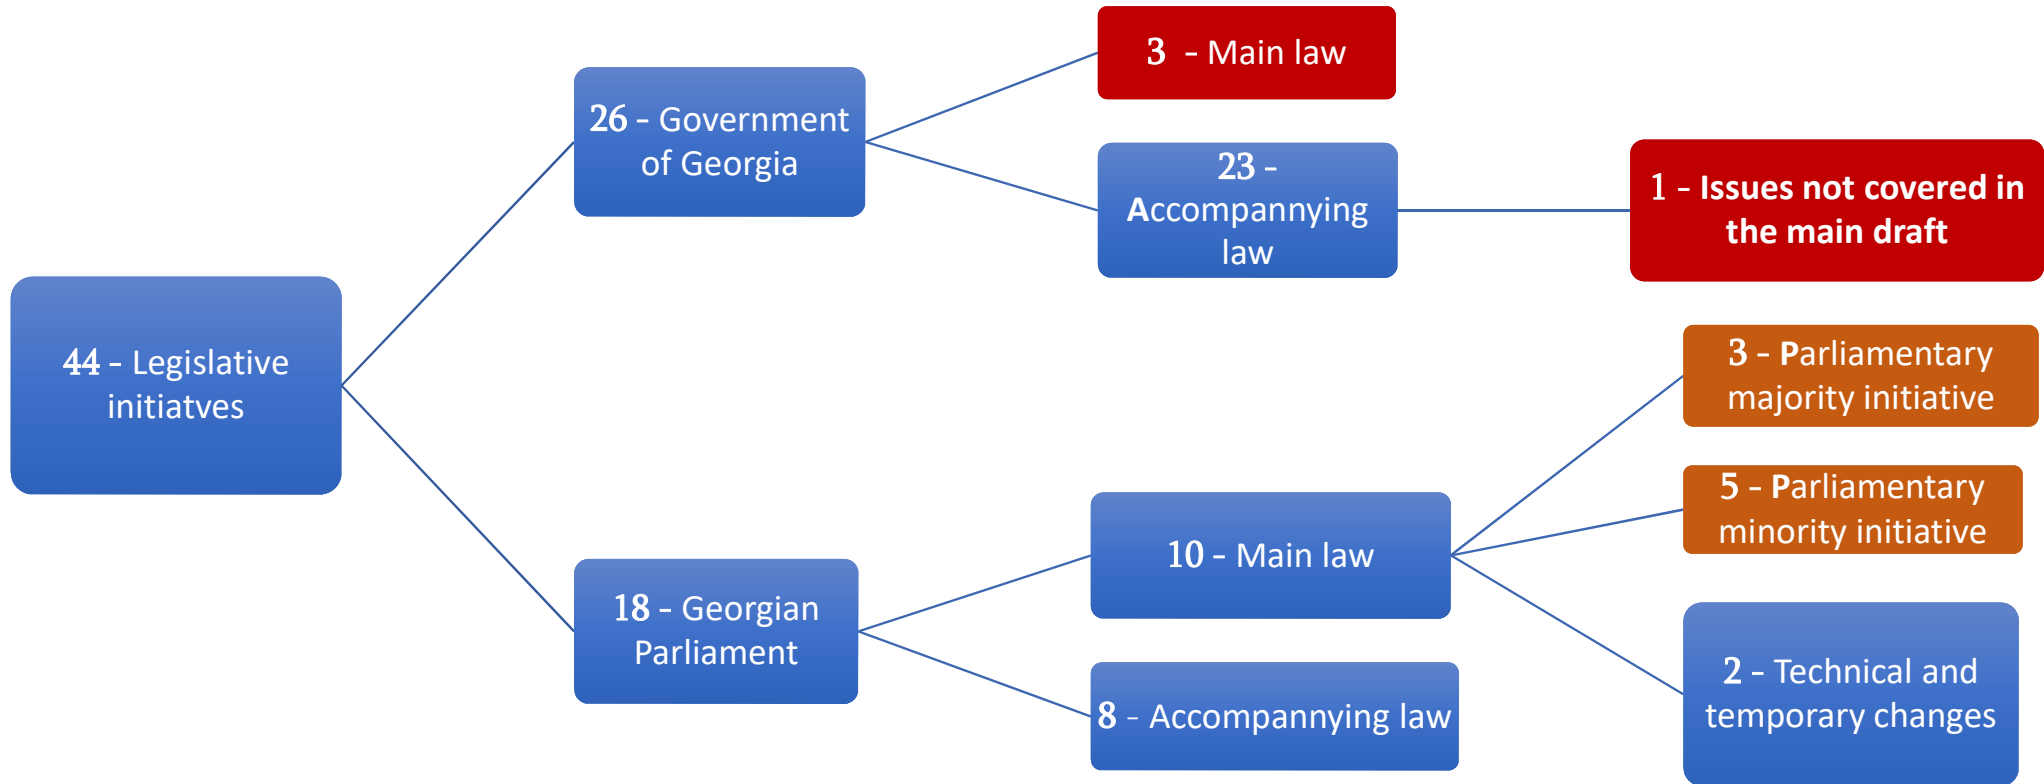 44 - Legislative
initiatves
26 - Government
of Georgia
18 - Georgian
Parliament
3 - Main law
23 -
Accompannying
law
10 - Main law
8 - Accompannying law
1 - Issues not covered in
the main draft
3 - Parliamentary
majority initiative
5 - Parliamentary
minority initiative
2 - Technical and
temporary changes